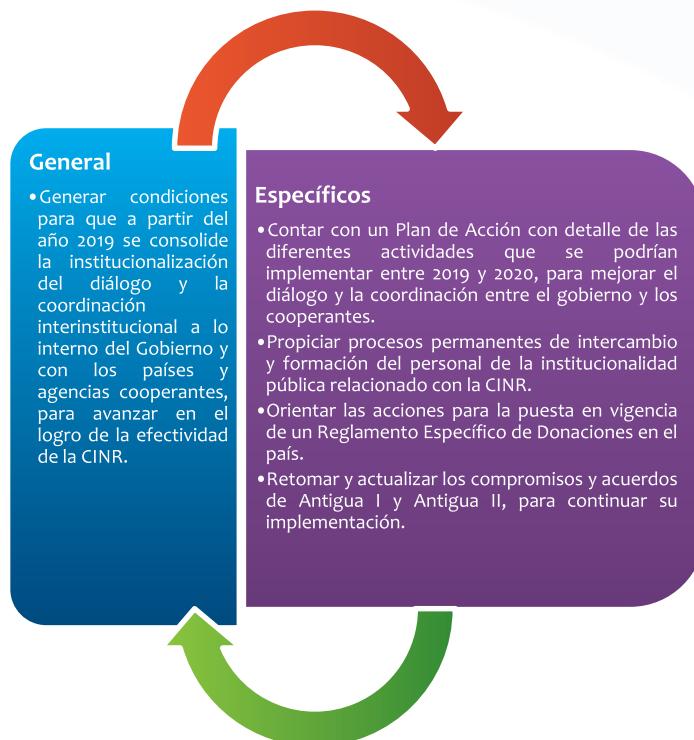 General
•Generar condiciones
para que a partir del
año 2019 se consolide
la institucionalización
del diálogo y la
coordinación
interinstitucional a lo
interno del Gobierno y
con los países y
agencias cooperantes,
para avanzar en el
logro de la efectividad
de la CINR.
Específicos
•Contar con un Plan de Acción con detalle de las
diferentes actividades que se podrían
implementar entre 2019 y 2020, para mejorar el
diálogo y la coordinación entre el gobierno y los
cooperantes.
•Propiciar procesos permanentes de intercambio
y formación del personal de la institucionalidad
pública relacionado con la CINR.
•Orientar las acciones para la puesta en vigencia
de un Reglamento Específico de Donaciones en el
país.
•Retomar y actualizar los compromisos y acuerdos
de Antigua I y Antigua II, para continuar su
implementación.